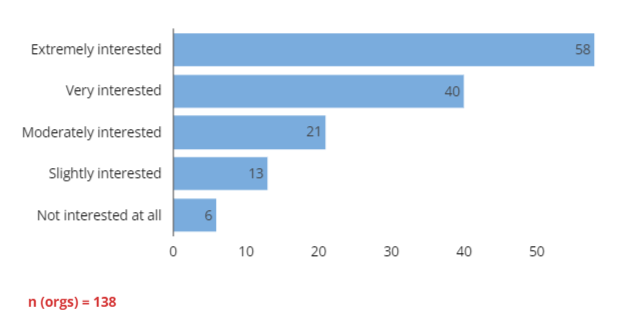 Extremely interested 58
Very interested 40
Moderately interested 21
Slightly interested 13
Not interested at all 6
0 10 20 30 40 50
n (orgs) = 138